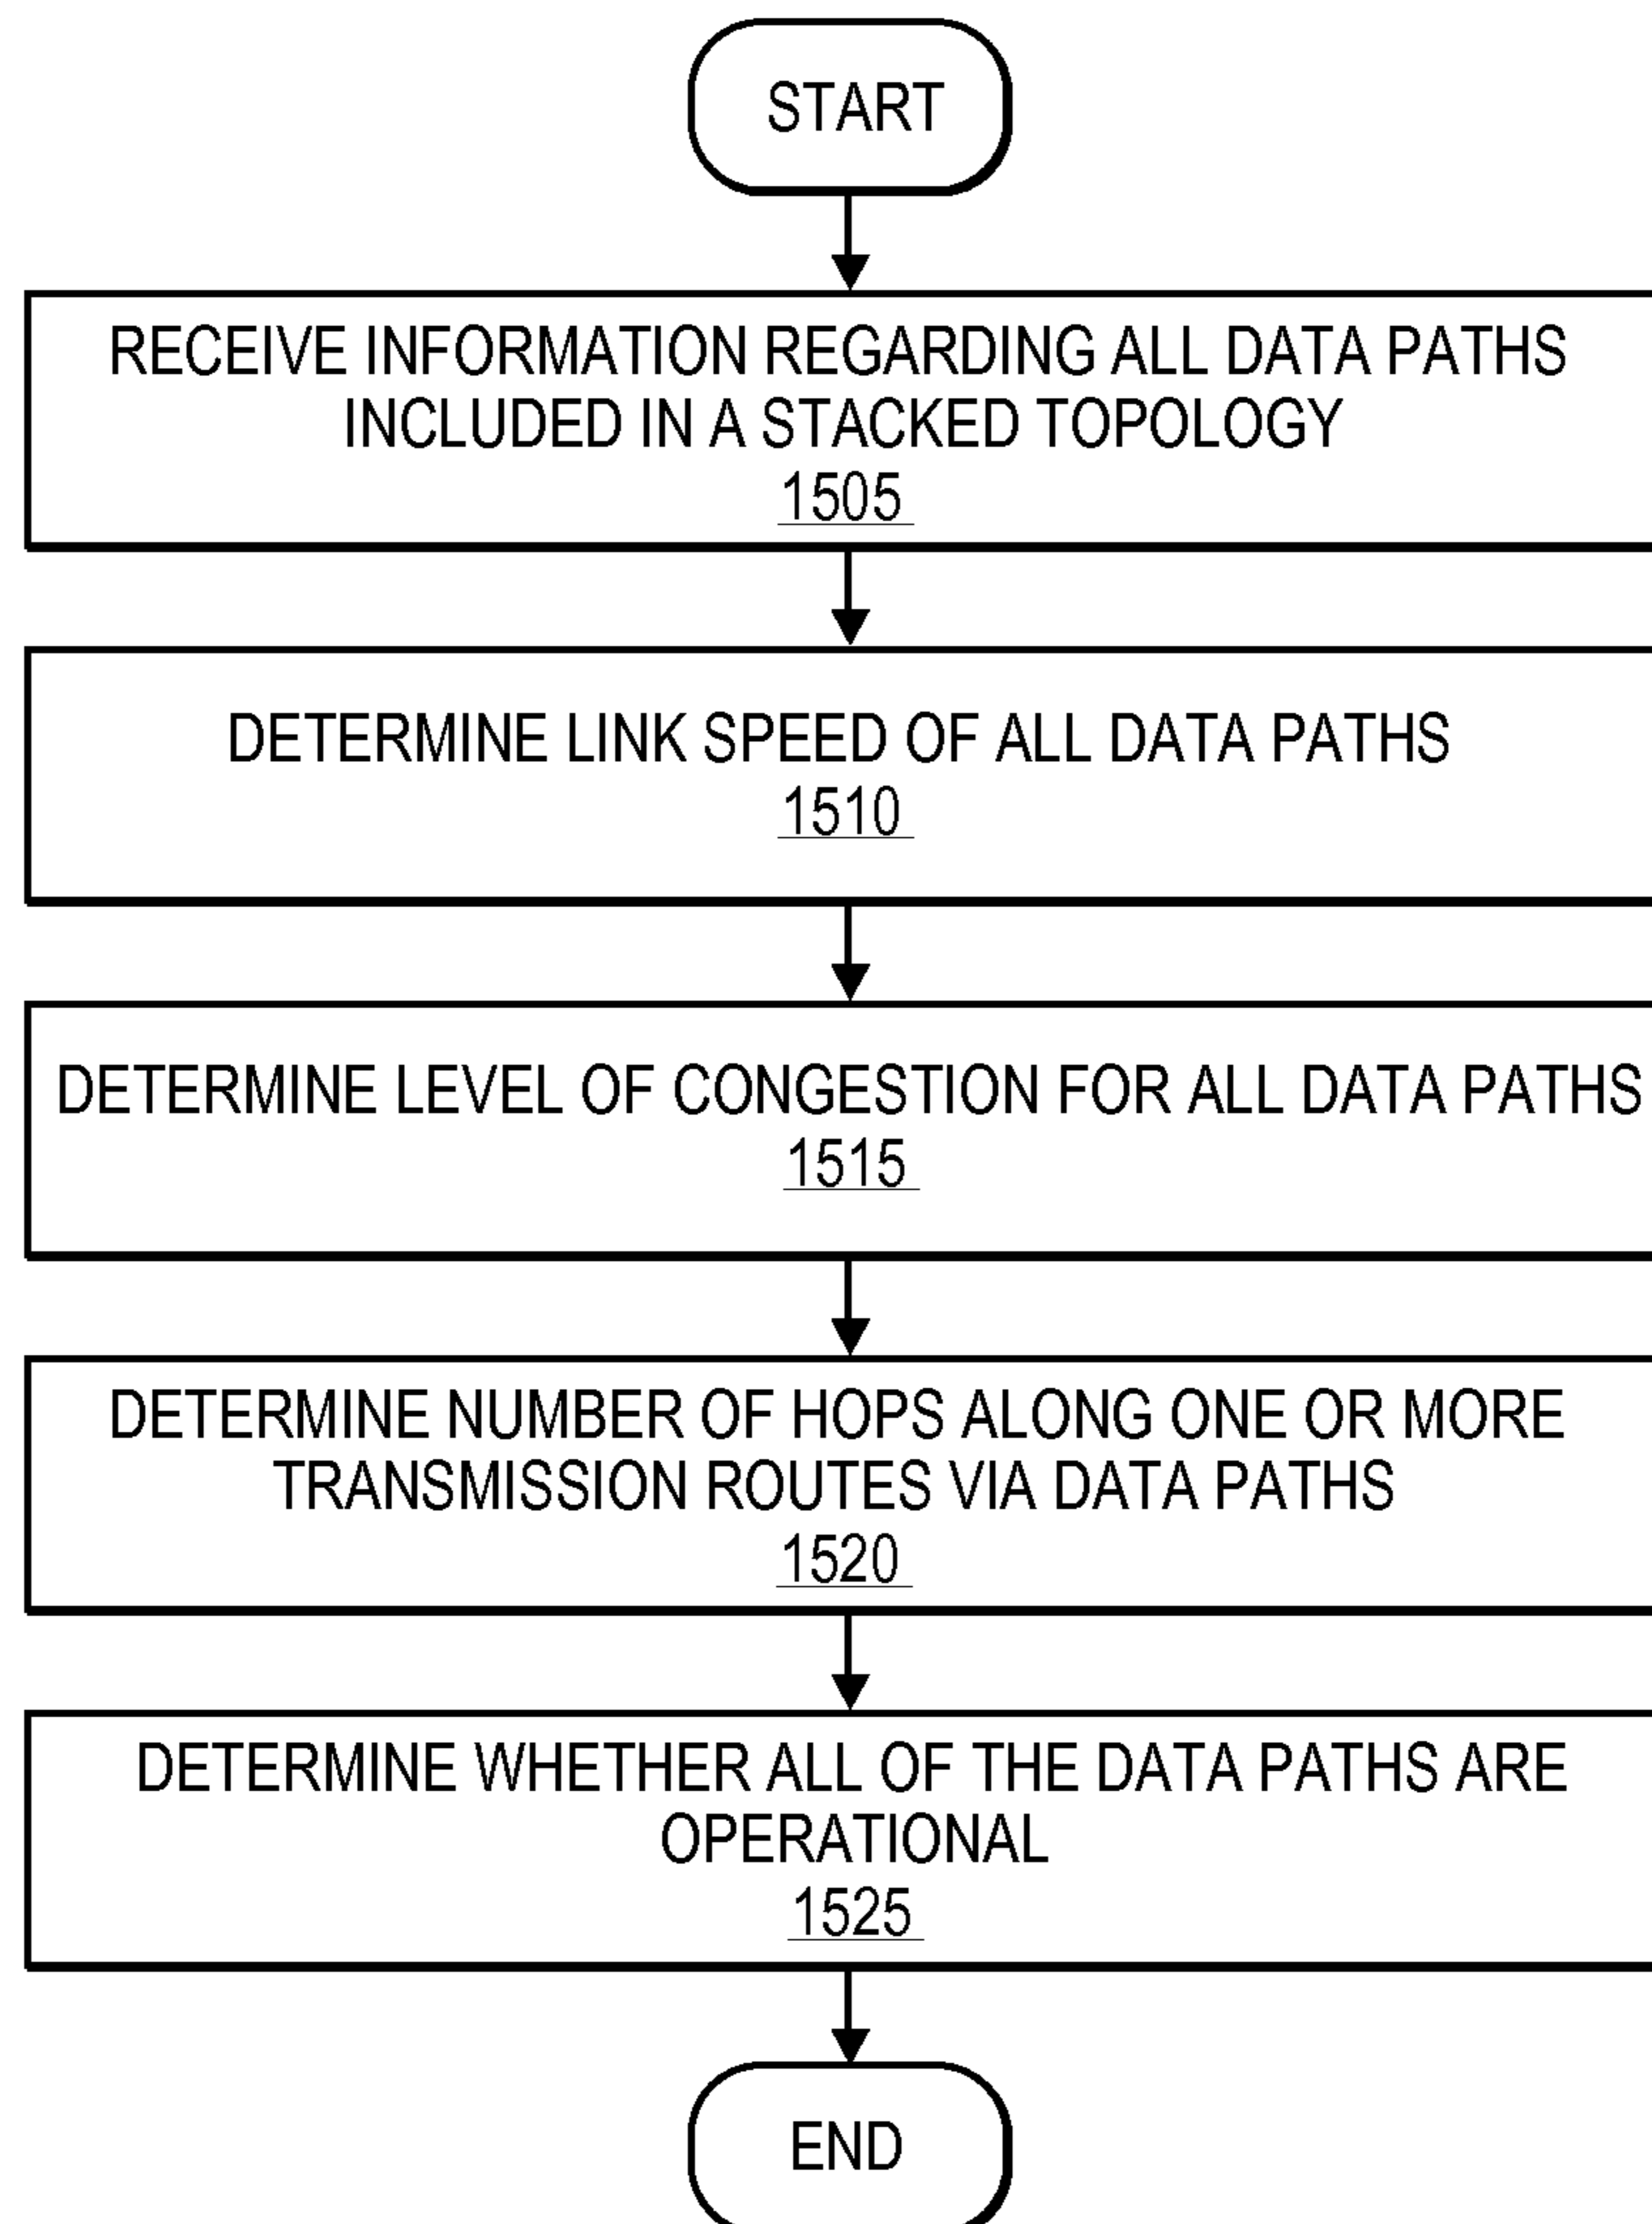 START
RECEIVE INFORMATION REGARDING ALL DATA PATHS
INCLUDED IN A STACKED TOPOLOGY
1505
DETERMINE LINK SPEED OF ALL DATA PATHS
1510
DETERMINE LEVEL OF CONGESTION FOR ALL DATA PATHS
1515
DETERMINE NUMBER OF HOPS ALONG ONE OR MORE
TRANSMISSION ROUTES VIA DATA PATHS
1520
DETERMINE WHETHER ALL OF THE DATA PATHS ARE
OPERATIONAL
1525
END